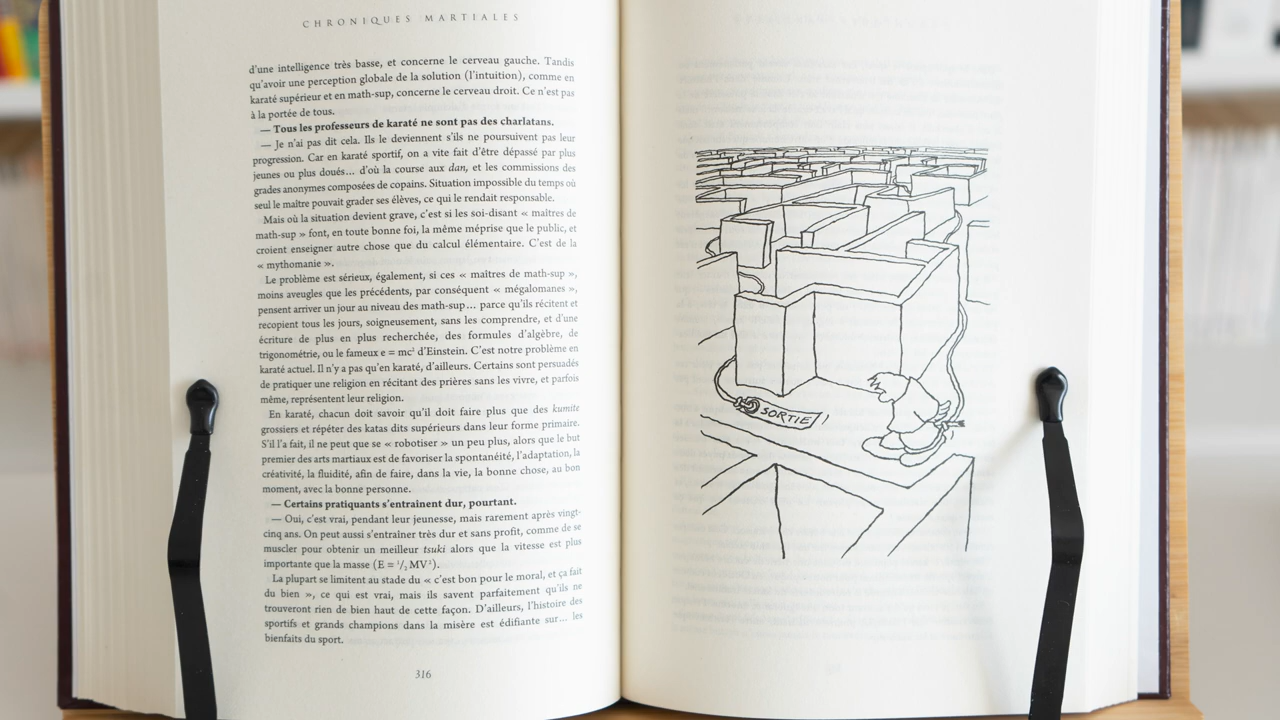 CHRONIQUES MARTIALES
d'une intelligence très basse, et concerne le cerveau gauche. Tandis
qu'avoir une perception globale de la solution (l'intuition), comme en
karaté supérieur et en math-sup, concerne le cerveau droit. Ce n'est pas
à la portée de tous.
— Tous les professeurs de karaté ne sont pas des charlatans.
— Je n'ai pas dit cela. Ils le deviennent s'ils ne poursuivent pas leur
progression. Car en karaté sportif, on a vite fait d'être dépassé par plus
jeunes ou plus doués... d'où la course aux dan, et les commissions des
grades anonymes composées de copains. Situation impossible du temps où
seul le maître pouvait grader ses élèves, ce qui le rendait responsable.
Mais où la situation devient grave, c'est si les soi-disant « maîtres de
math-sup » font, en toute bonne foi, la même méprise que le public, et
croient enseigner autre chose que du calcul élémentaire. C'est de la
« mythomanie ».
Le problème est sérieux, également, si ces « maîtres de math-sup »,
moins aveugles que les précédents, par conséquent « mégalomanes »,
pensent arriver un jour au niveau des math-sup... parce qu'ils récitent et
recopient tous les jours, soigneusement, sans les comprendre, et d'une
écriture de plus en plus recherchée, des formules d'algèbre, de
trigonométrie, ou le fameux e = mc² d'Einstein. C'est notre problème en
karaté actuel. Il n'y a pas qu'en karaté, d'ailleurs. Certains sont persuadés
de pratiquer une religion en récitant des prières sans les vivre, et parfois
même, représentent leur religion.
En karaté, chacun doit savoir qu'il doit faire plus que des kumite
grossiers et répéter des katas dits supérieurs dans leur forme primaire.
S'il l'a fait, il ne peut que se « robotiser » un peu plus, alors que le but
premier des arts martiaux est de favoriser la spontanéité, l'adaptation, la
créativité, la fluidité, afin de faire, dans la vie, la bonne chose, au bon
moment, avec la bonne personne.
— Certains pratiquants s'entraînent dur, pourtant.
— Oui, c'est vrai, pendant leur jeunesse, mais rarement après vingt-
cinq ans. On peut aussi s'entraîner très dur et sans profit, comme de se
muscler pour obtenir un meilleur tsuki alors que la vitesse est plus
importante que la masse (E = ¹/₂ MV²).
La plupart se limitent au stade du « c'est bon pour le moral, et ça fait
du bien », ce qui est vrai, mais ils savent parfaitement qu'ils ne
trouveront rien de bien haut de cette façon. D'ailleurs, l'histoire des
sportifs et grands champions dans la misère est édifiante sur... les
bienfaits du sport.
316
SORTIE